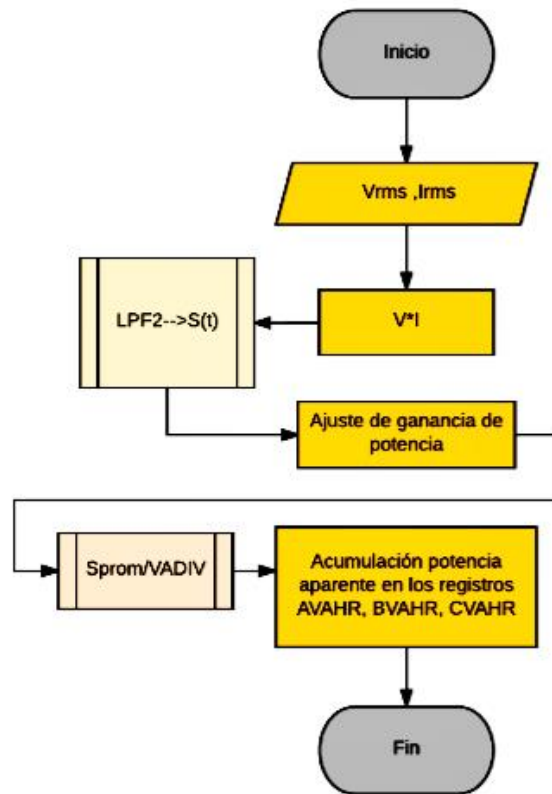 Inicio
Vrms ,Irms
V*I
LPF2-->S(t)
Ajuste de ganancia de
potencia
Sprom/VADIV
Acumulación potencia
aparente en los registros
AVAHR, BVAHR, CVAHR
Fin